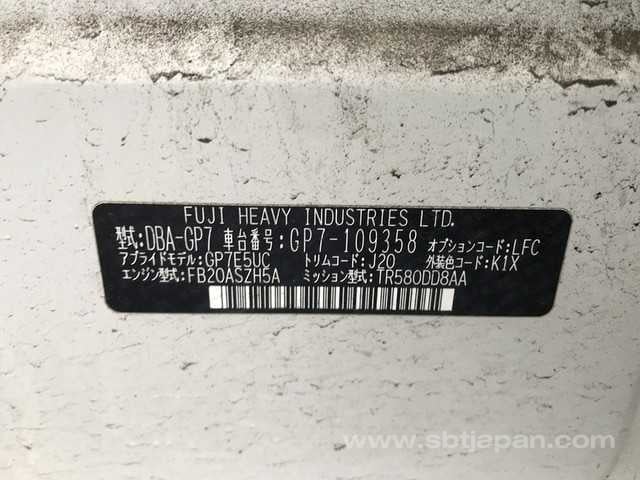 FUJI HEAVY INDUSTRIES LTD.
型式:DBA-GP7 車台番号:GP7-109358 オプションコード:LFC
アプライドモデル:GP7E5UC トリムコード:J20 外装色コード:K1X
エンジン型式:FB20ASZH5A ミッション型式:TR580DD8AA
www.sbtjapan.com